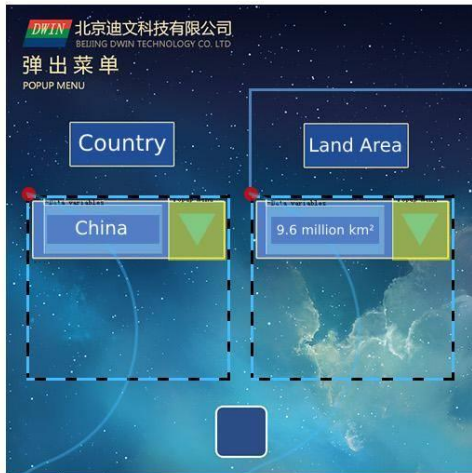 DWIN 北京迪文科技有限公司
BEIJING DWIN TECHNOLOGY CO. LTD
弹出菜单
POPUP MENU
Country
Land Area
China
9.6 million km²